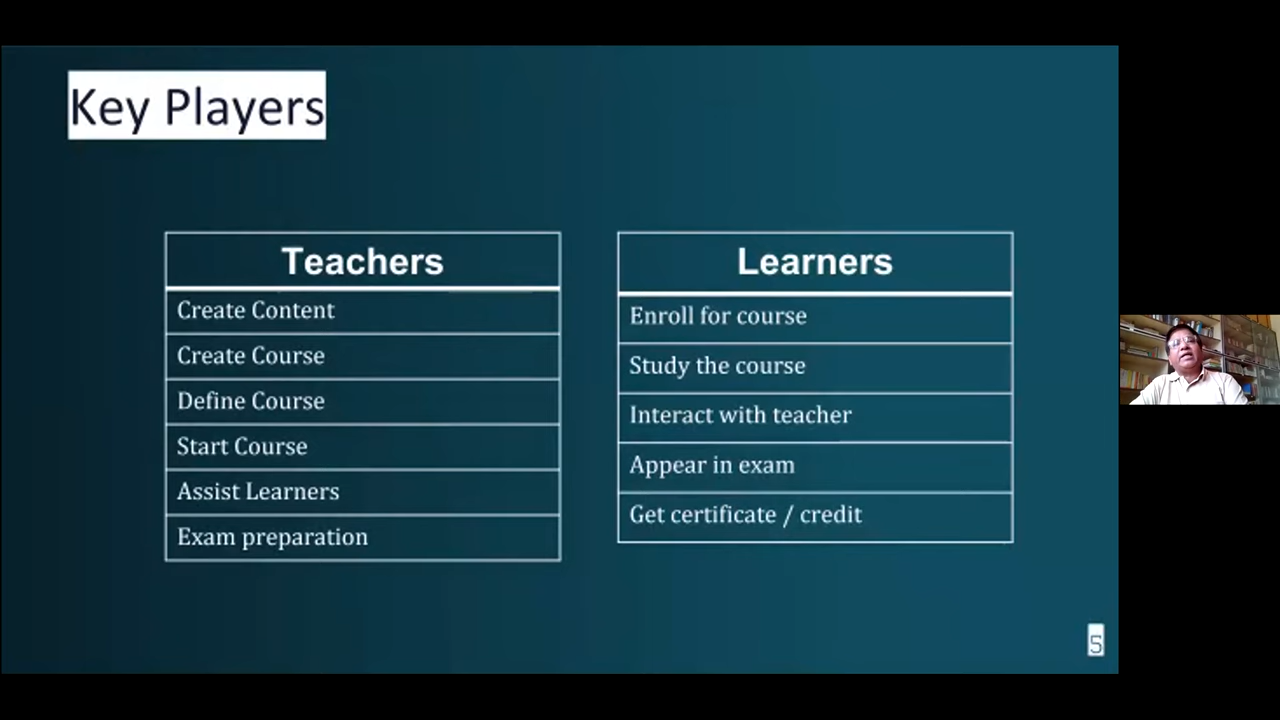 Key Players
Teachers
Create Content
Create Course
Define Course
Start Course
Assist Learners
Exam preparation
Learners
Enroll for course
Study the course
Interact with teacher
Appear in exam
Get certificate / credit
5